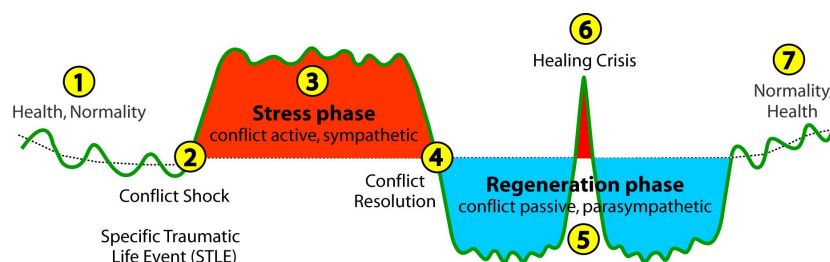 1
Health, Normality
2
Conflict Shock
Specific Traumatic
Life Event (STLE)
3
Stress phase
conflict active, sympathetic
4
Conflict
Resolution
Regeneration phase
conflict passive, parasympathetic
5
6
Healing Crisis
7
Normality,
Health